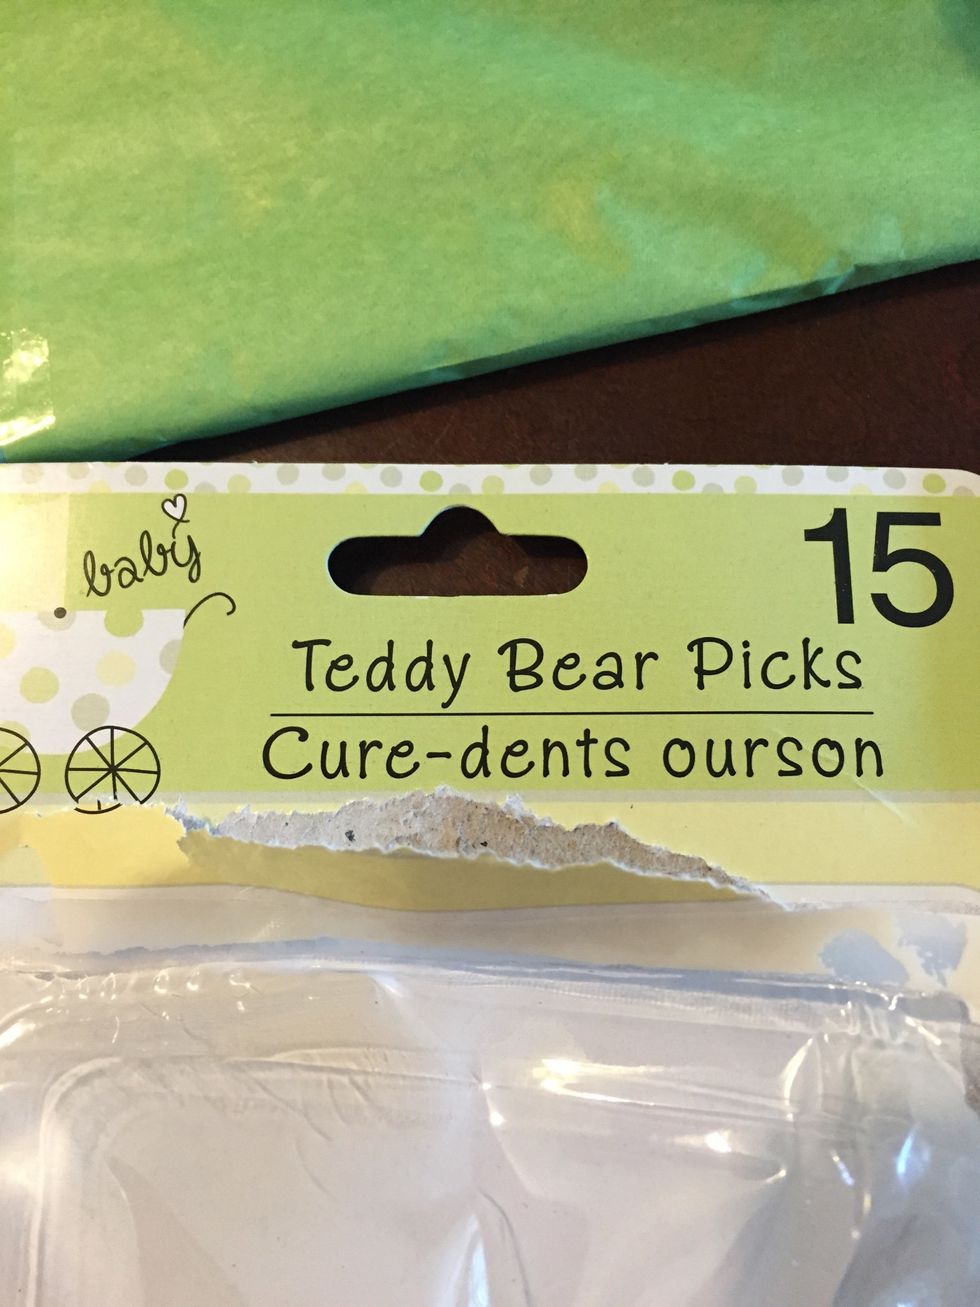 baby
15
Teddy Bear Picks
Cure-dents ourson